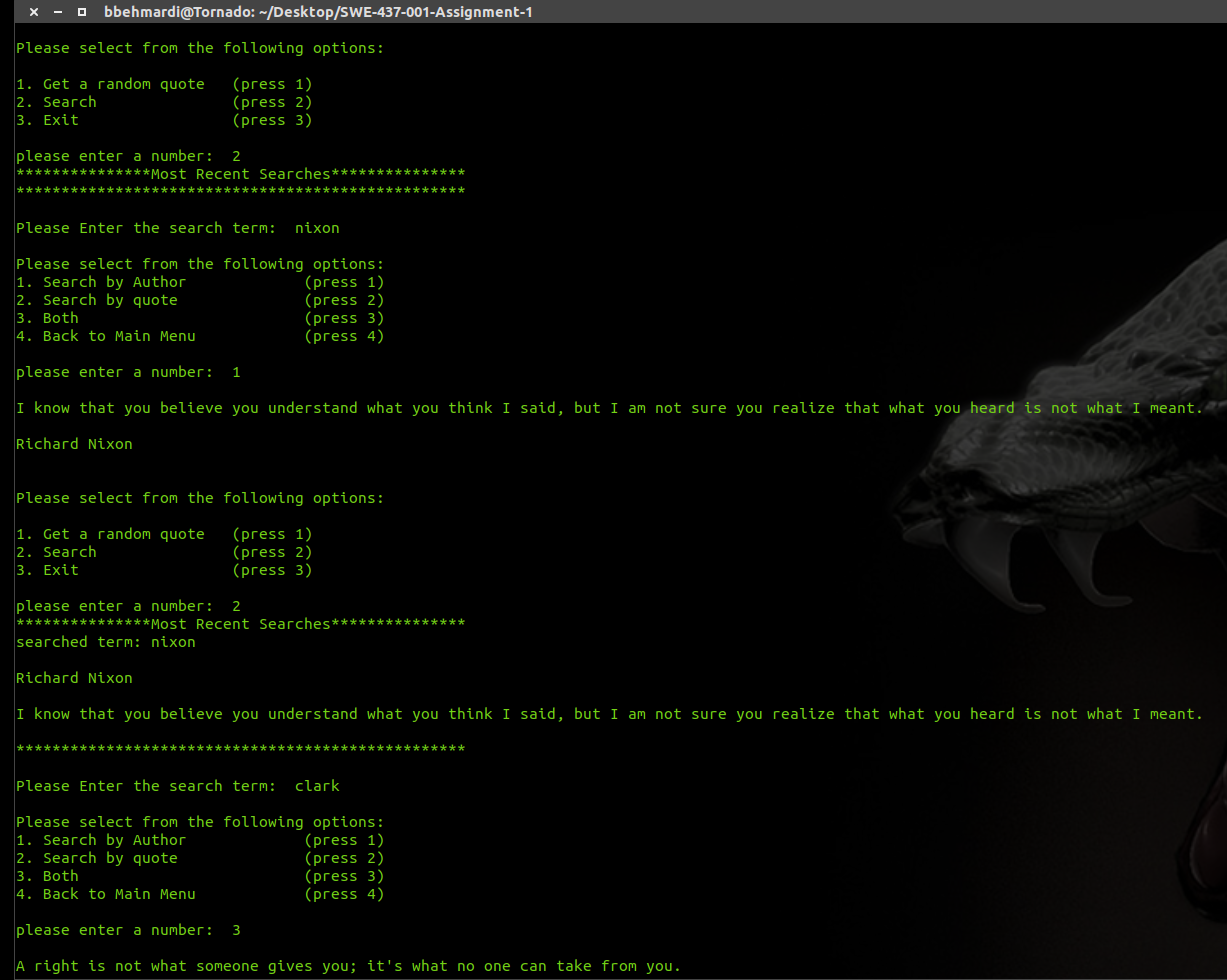 bbehmardi@Tornado: ~/Desktop/SWE-437-001-Assignment-1
Please select from the following options:
1. Get a random quote   (press 1)
2. Search               (press 2)
3. Exit                 (press 3)
please enter a number:  2
***************Most Recent Searches***************
**************************************************
Please Enter the search term:  nixon
Please select from the following options:
1. Search by Author             (press 1)
2. Search by quote              (press 2)
3. Both                         (press 3)
4. Back to Main Menu            (press 4)
please enter a number:  1
I know that you believe you understand what you think I said, but I am not sure you realize that what you heard is not what I meant.
Richard Nixon
Please select from the following options:
1. Get a random quote   (press 1)
2. Search               (press 2)
3. Exit                 (press 3)
please enter a number:  2
***************Most Recent Searches***************
searched term: nixon
Richard Nixon
I know that you believe you understand what you think I said, but I am not sure you realize that what you heard is not what I meant.
**************************************************
Please Enter the search term:  clark
Please select from the following options:
1. Search by Author             (press 1)
2. Search by quote              (press 2)
3. Both                         (press 3)
4. Back to Main Menu            (press 4)
please enter a number:  3
A right is not what someone gives you; it's what no one can take from you.